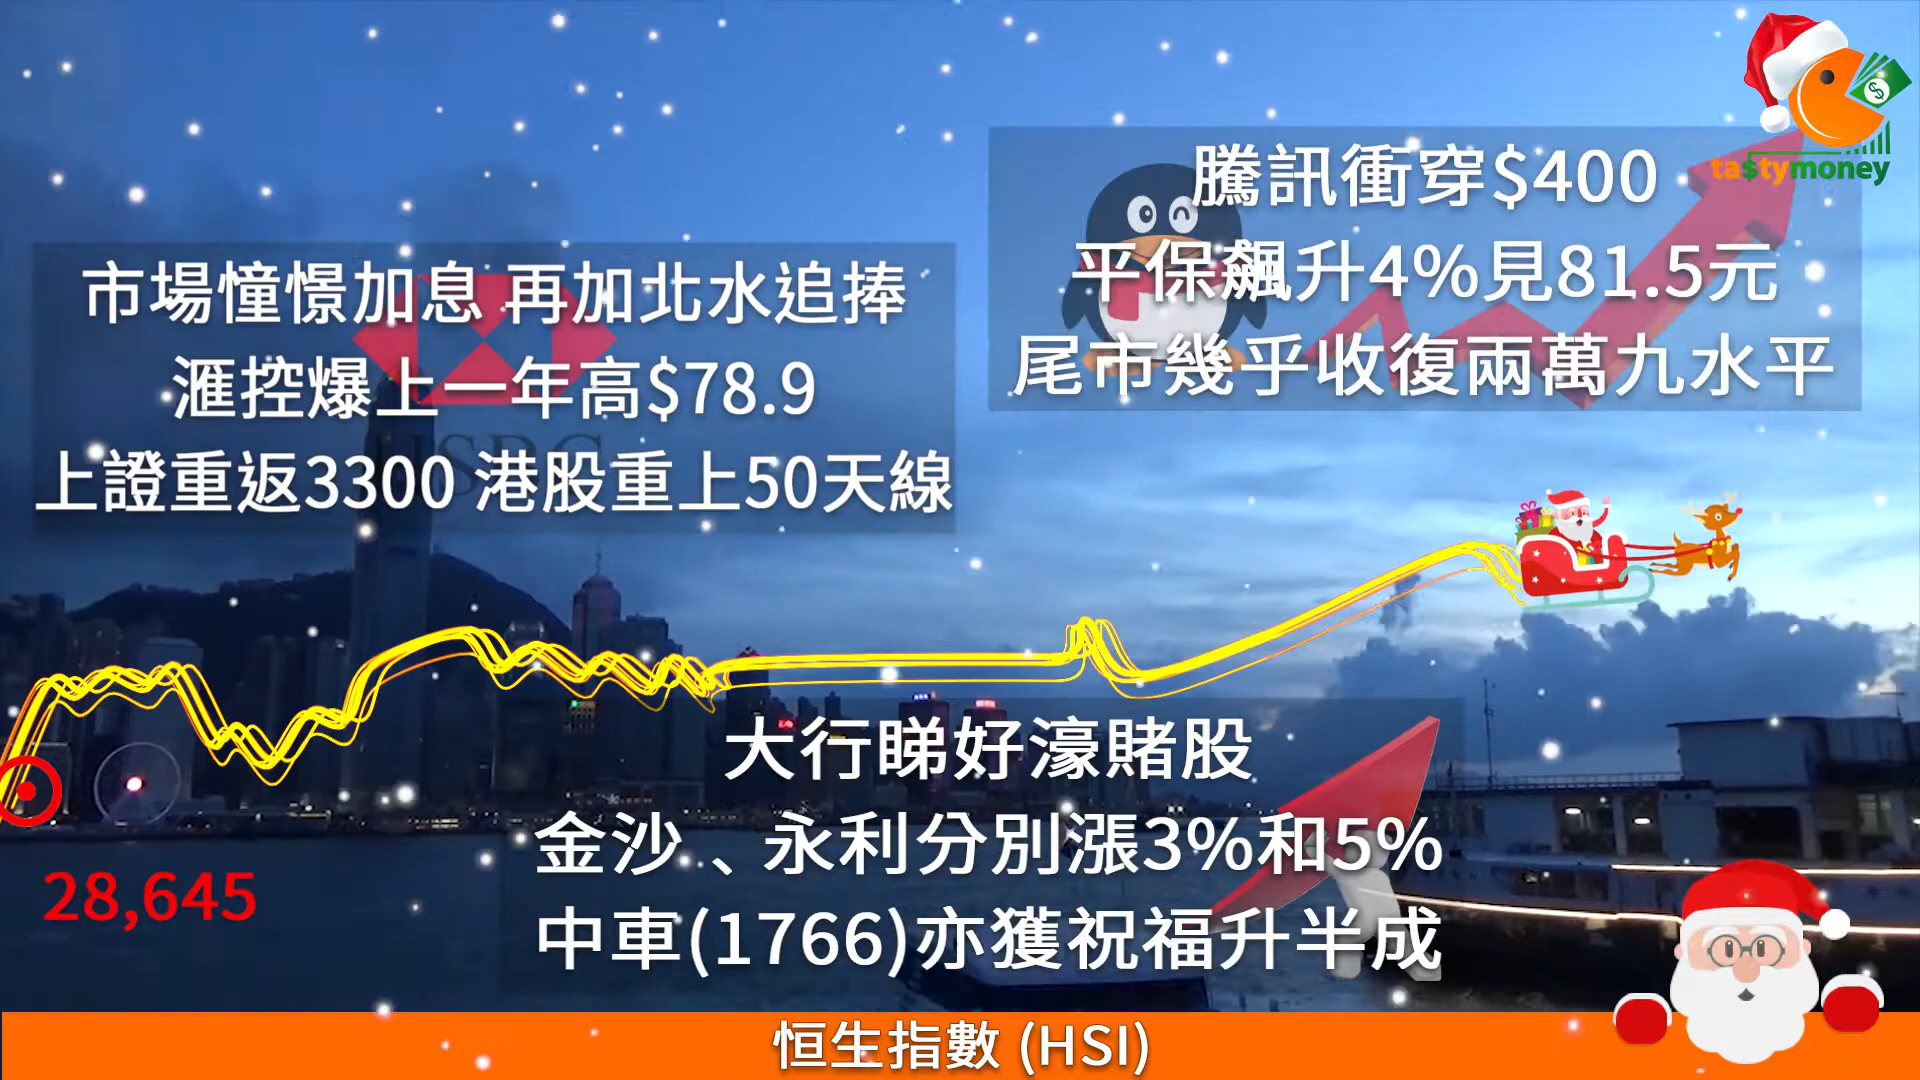 市場憧憬加息 再加北水追捧
滙控爆上一年高$78.9
上證重返3300 港股重上50天線
騰訊衝穿$400
平保飆升4%見81.5元
尾市幾乎收復兩萬九水平
ta$tymoney
HSBC
大行睇好濠賭股
金沙、永利分別漲3%和5%
中車(1766)亦獲祝福升半成
28,645
恒生指數 (HSI)